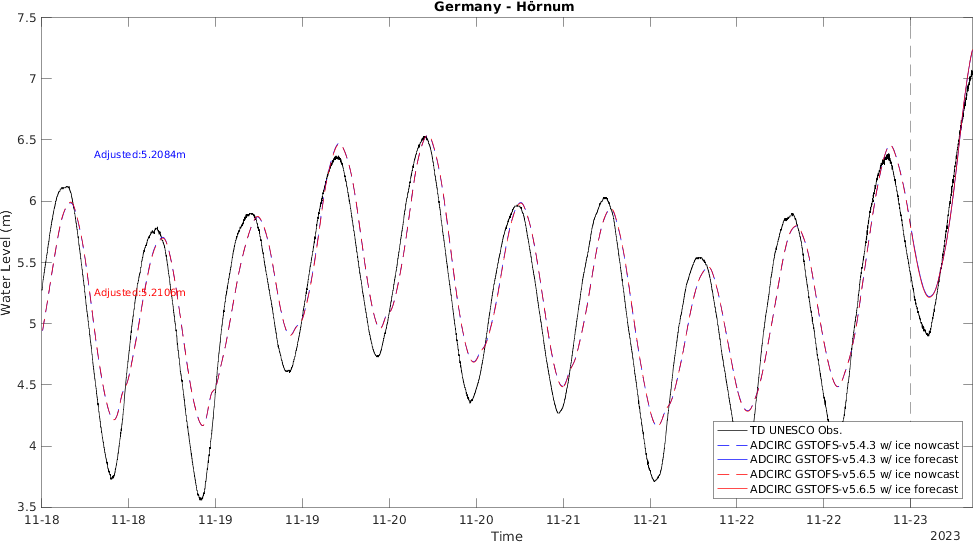 Germany - Hörnum
7.5
7
6.5
6
5.5
5
4.5
4
3.5
Water Level (m)
Adjusted:5.2084m
Adjusted:5.2106m
TD UNESCO Obs.
ADCIRC GSTOFS-v5.4.3 w/ ice nowcast
ADCIRC GSTOFS-v5.4.3 w/ ice forecast
ADCIRC GSTOFS-v5.6.5 w/ ice nowcast
ADCIRC GSTOFS-v5.6.5 w/ ice forecast
11-18 11-18 11-19 11-19 11-20 11-20 11-21 11-21 11-22 11-22 11-23
Time
2023